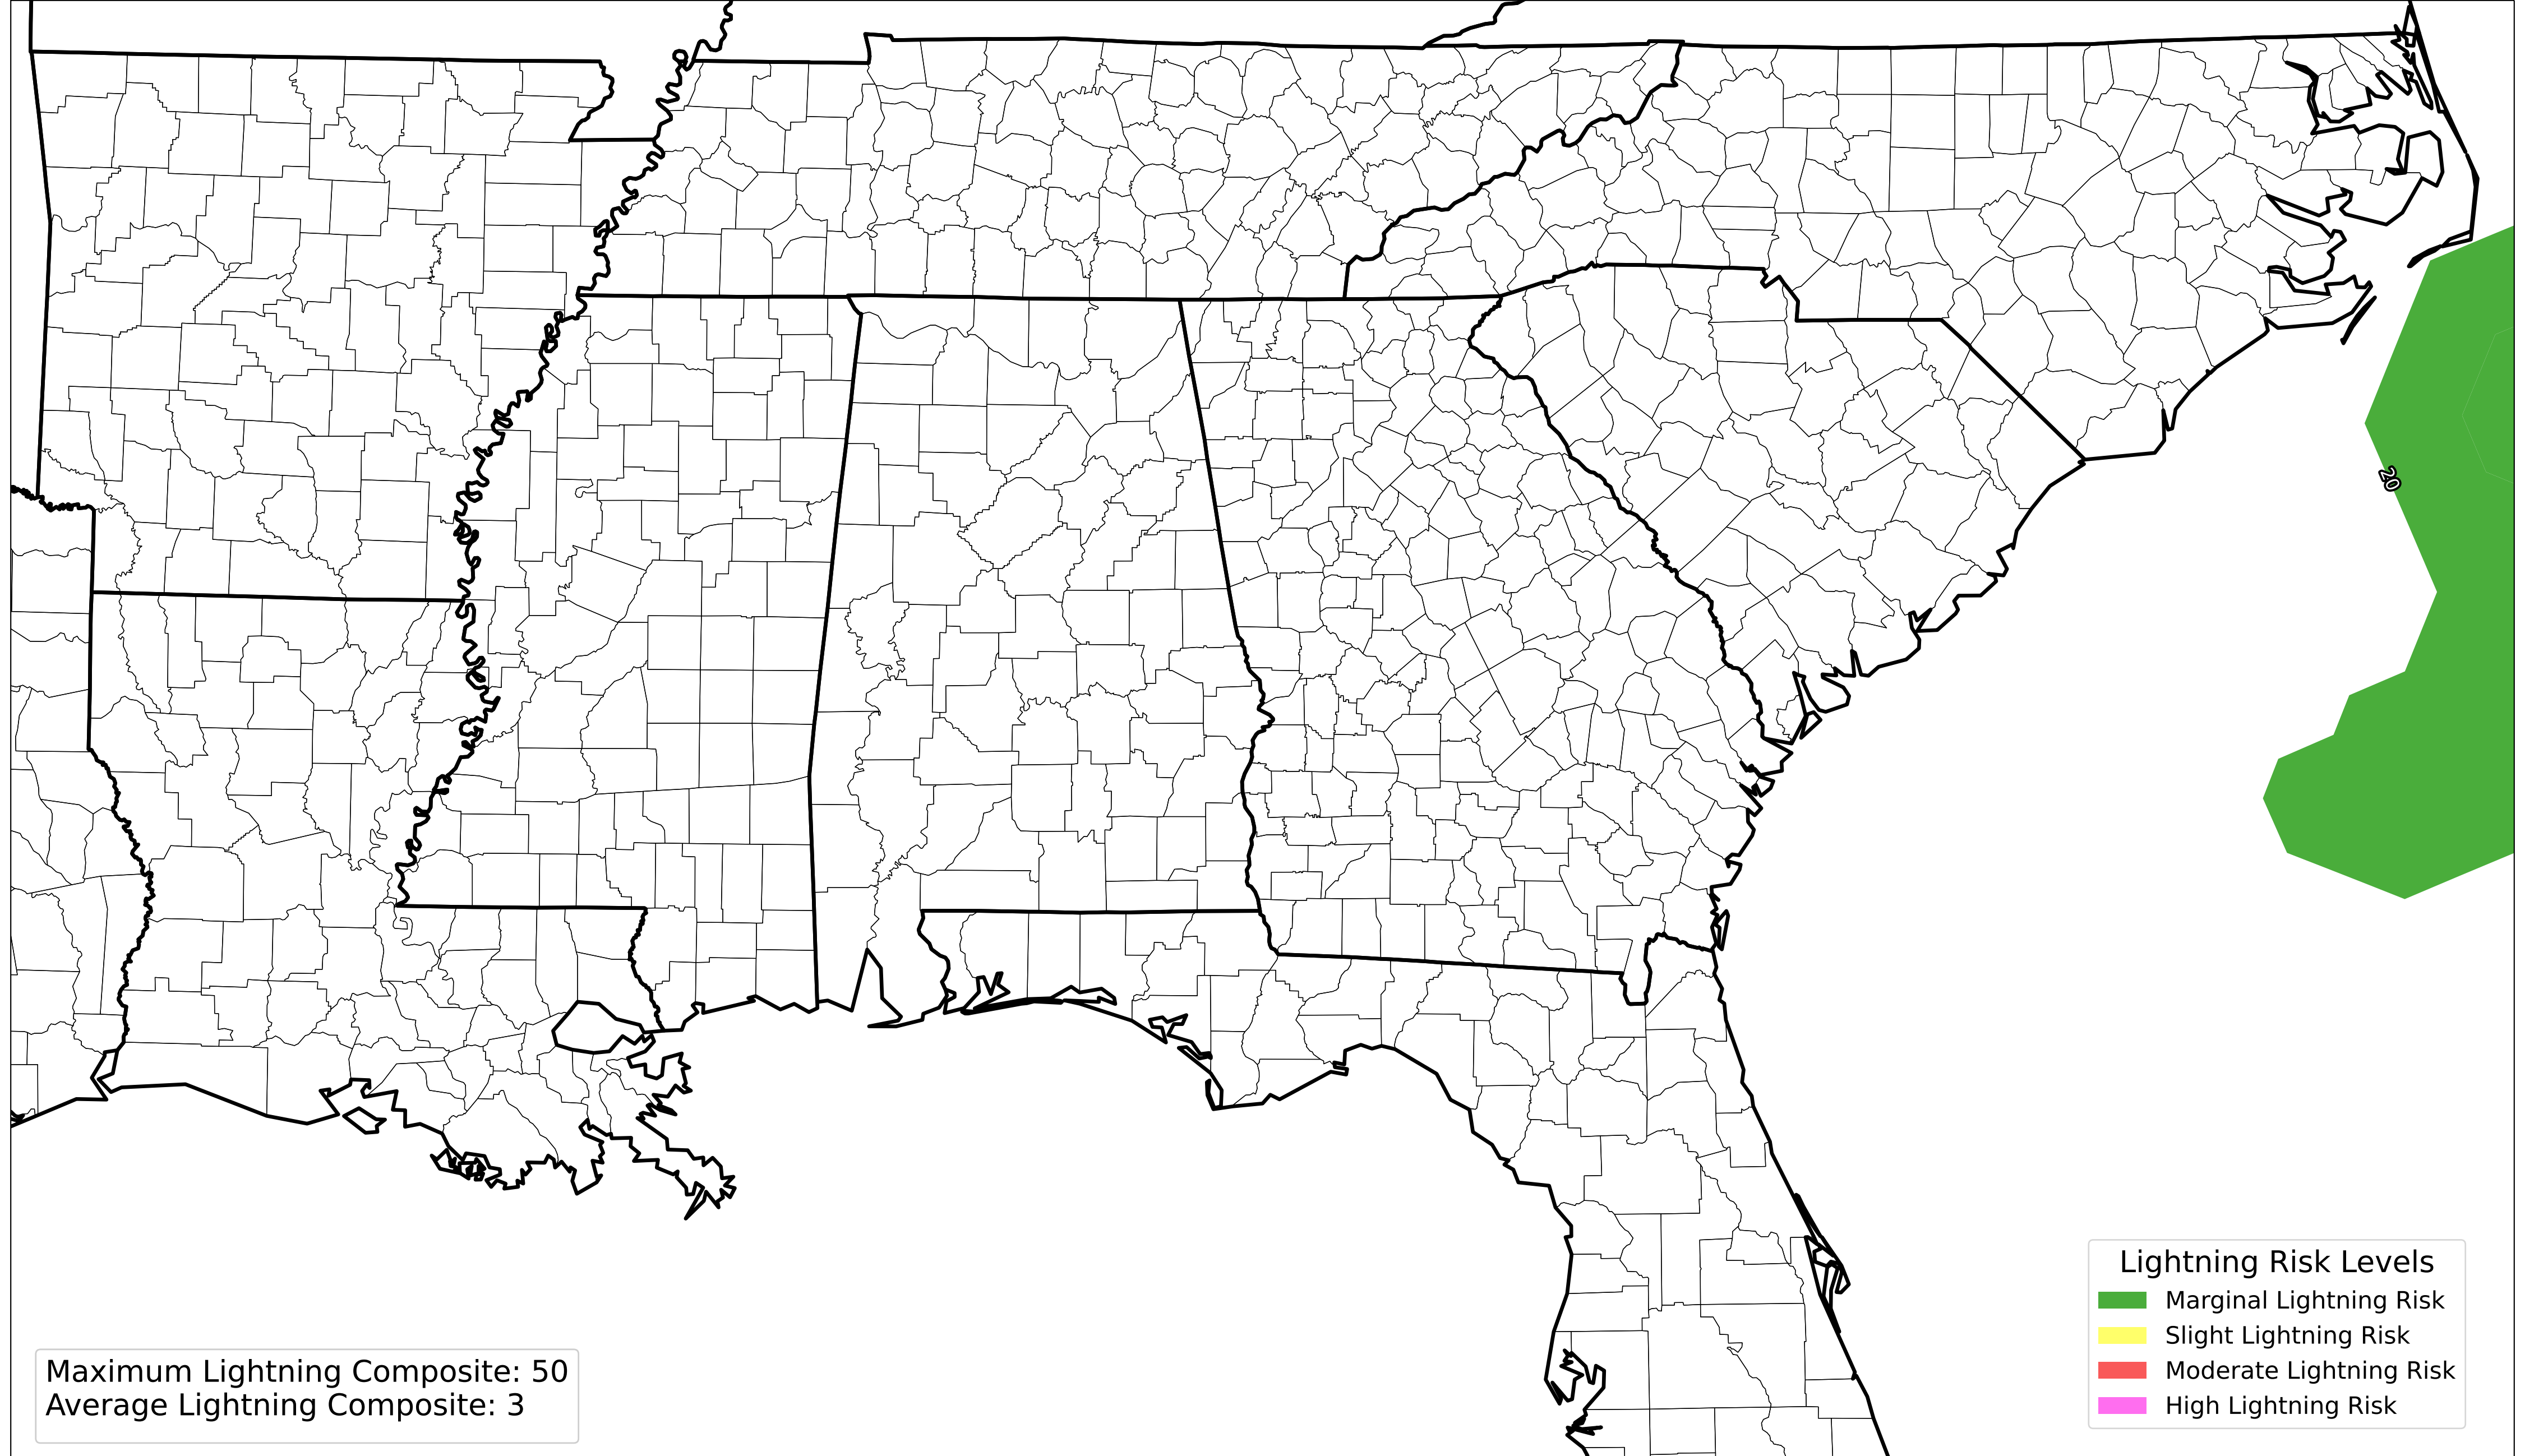 20
Lightning Risk Levels
Marginal Lightning Risk
Slight Lightning Risk
Moderate Lightning Risk
High Lightning Risk
Maximum Lightning Composite: 50
Average Lightning Composite: 3